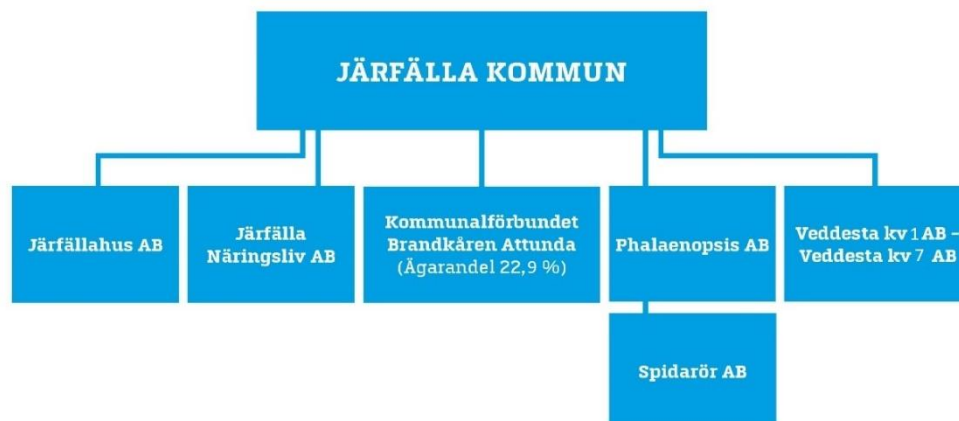 JÄRFÄLLA KOMMUN
Järfällahus AB
Järfälla
Näringsliv AB
Kommunalförbundet
Brandkåren Attunda
(Ägarandel 22,9 %)
Phalaenopsis AB
Veddesta kv 1 AB –
Veddesta kv 7 AB
Spidarör AB